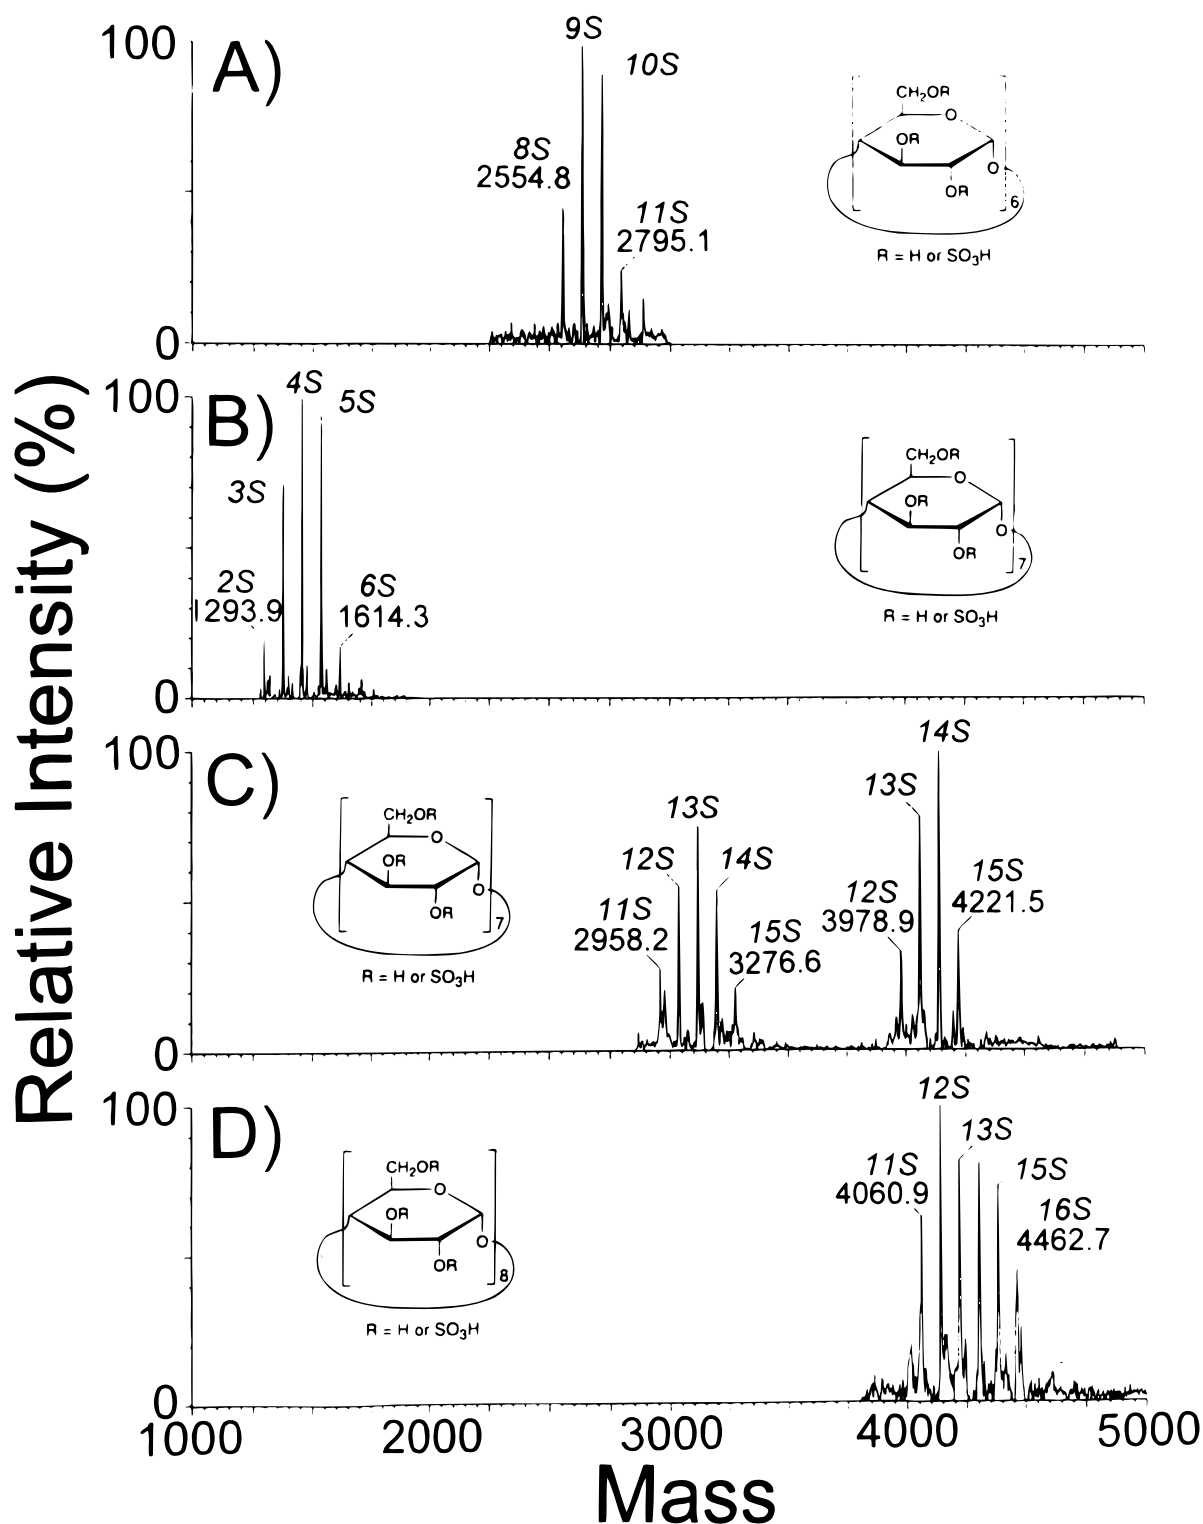 Relative Intensity (%)
100
A)
9S
10S
8S
2554.8
11S
2795.1
0
CH2OR
O
OR
O
OR
6
R = H or SO3H
100
B)
4S
5S
3S
2S
1293.9
6S
1614.3
0
CH2OR
O
OR
O
OR
7
R = H or SO3H
100
C)
CH2OR
O
OR
O
OR
7
R = H or SO3H
13S
12S
14S
11S
2958.2
15S
3276.6
14S
13S
12S
3978.9
15S
4221.5
0
100
D)
CH2OR
O
OR
O
OR
8
R = H or SO3H
12S
13S
11S
4060.9
15S
16S
4462.7
0
1000 2000 3000 4000 5000
Mass